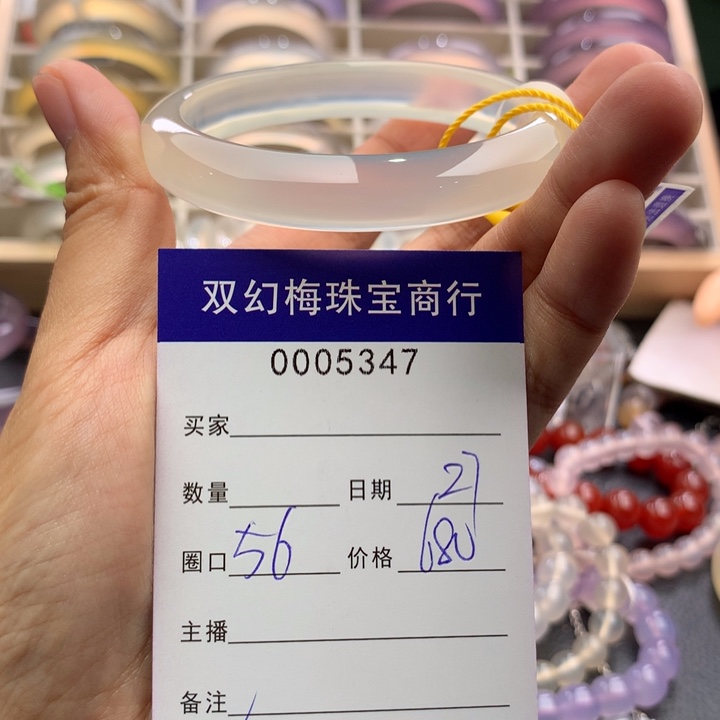 双幻梅珠宝商行
0005347
买家
数量 日期 27
圈口 56 价格 180
主播
备注